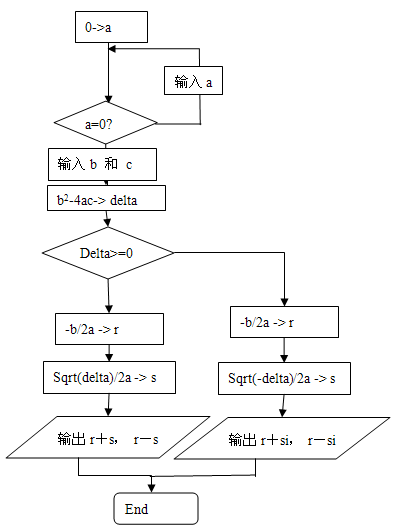 0->a
输入 a
a=0?
输入 b 和 c
b²-4ac-> delta
Delta>=0
-b/2a -> r
-b/2a -> r
Sqrt(delta)/2a -> s
Sqrt(-delta)/2a -> s
输出 r＋s， r－s
输出 r＋si， r－si
End